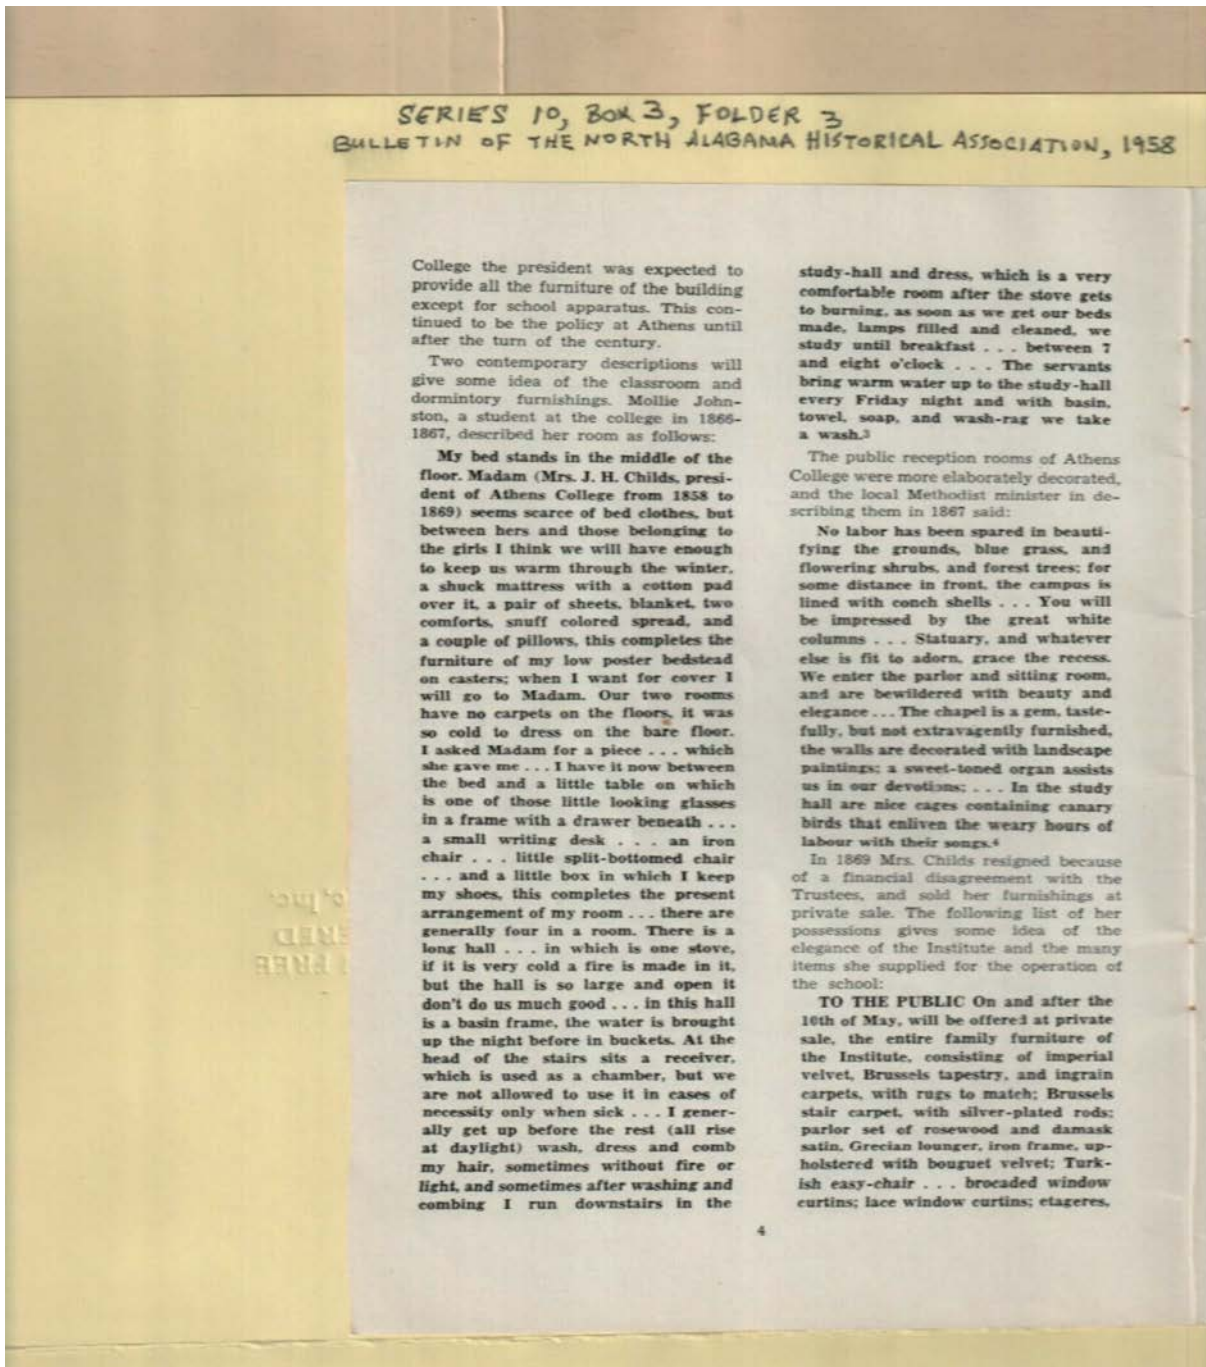 SERIES 10, BOX 3, FOLDER 3
BULLETIN OF THE NORTH ALABAMA HISTORICAL ASSOCIATION, 1958
College the president was expected to
provide all the furniture of the building
except for school apparatus. This con-
tinued to be the policy at Athens until
after the turn of the century.
Two contemporary descriptions will
give some idea of the classroom and
dormintory furnishings. Mollie John-
ston, a student at the college in 1866-
1867, described her room as follows:
My bed stands in the middle of the
floor. Madam (Mrs. J. H. Childs, presi-
dent of Athens College from 1858 to
1869) seems scarce of bed clothes, but
between hers and those belonging to
the girls I think we will have enough
to keep us warm through the winter,
a shuck mattress with a cotton pad
over it, a pair of sheets, blanket, two
comforts, snuff colored spread, and
a couple of pillows, this completes the
furniture of my low poster bedstead
on casters; when I want for cover I
will go to Madam. Our two rooms
have no carpets on the floors, it was
so cold to dress on the bare floor.
I asked Madam for a piece . . . which
she gave me . . . I have it now between
the bed and a little table on which
is one of those little looking glasses
in a frame with a drawer beneath . . .
a small writing desk . . . an iron
chair . . . little split-bottomed chair
. . . and a little box in which I keep
my shoes, this completes the present
arrangement of my room . . . there are
generally four in a room. There is a
long hall . . . in which is one stove,
if it is very cold a fire is made in it,
but the hall is so large and open it
don't do us much good . . . in this hall
is a basin frame, the water is brought
up the night before in buckets. At the
head of the stairs sits a receiver,
which is used as a chamber, but we
are not allowed to use it in cases of
necessity only when sick . . . I gener-
ally get up before the rest (all rise
at daylight) wash, dress and comb
my hair, sometimes without fire or
light, and sometimes after washing and
combing I run downstairs in the
study-hall and dress, which is a very
comfortable room after the stove gets
to burning, as soon as we get our beds
made, lamps filled and cleaned, we
study until breakfast . . . between 7
and eight o'clock . . . The servants
bring warm water up to the study-hall
every Friday night and with basin,
towel, soap, and wash-rag we take
a wash.3
The public reception rooms of Athens
College were more elaborately decorated,
and the local Methodist minister in de-
scribing them in 1867 said:
No labor has been spared in beauti-
fying the grounds, blue grass, and
flowering shrubs, and forest trees; for
some distance in front, the campus is
lined with conch shells . . . You will
be impressed by the great white
columns . . . Statuary, and whatever
else is fit to adorn, grace the recess.
We enter the parlor and sitting room,
and are bewildered with beauty and
elegance . . . The chapel is a gem, taste-
fully, but not extravagently furnished,
the walls are decorated with landscape
paintings; a sweet-toned organ assists
us in our devotions; . . . In the study
hall are nice cages containing canary
birds that enliven the weary hours of
labour with their songs.4
In 1869 Mrs. Childs resigned because
of a financial disagreement with the
Trustees, and sold her furnishings at
private sale. The following list of her
possessions gives some idea of the
elegance of the Institute and the many
items she supplied for the operation of
the school:
TO THE PUBLIC On and after the
10th of May, will be offered at private
sale, the entire family furniture of
the Institute, consisting of imperial
velvet, Brussels tapestry, and ingrain
carpets, with rugs to match; Brussels
stair carpet, with silver-plated rods;
parlor set of rosewood and damask
satin, Grecian lounger, iron frame, up-
holstered with bouguet velvet; Turk-
ish easy-chair . . . brocaded window
curtins; lace window curtins; etageres,
4